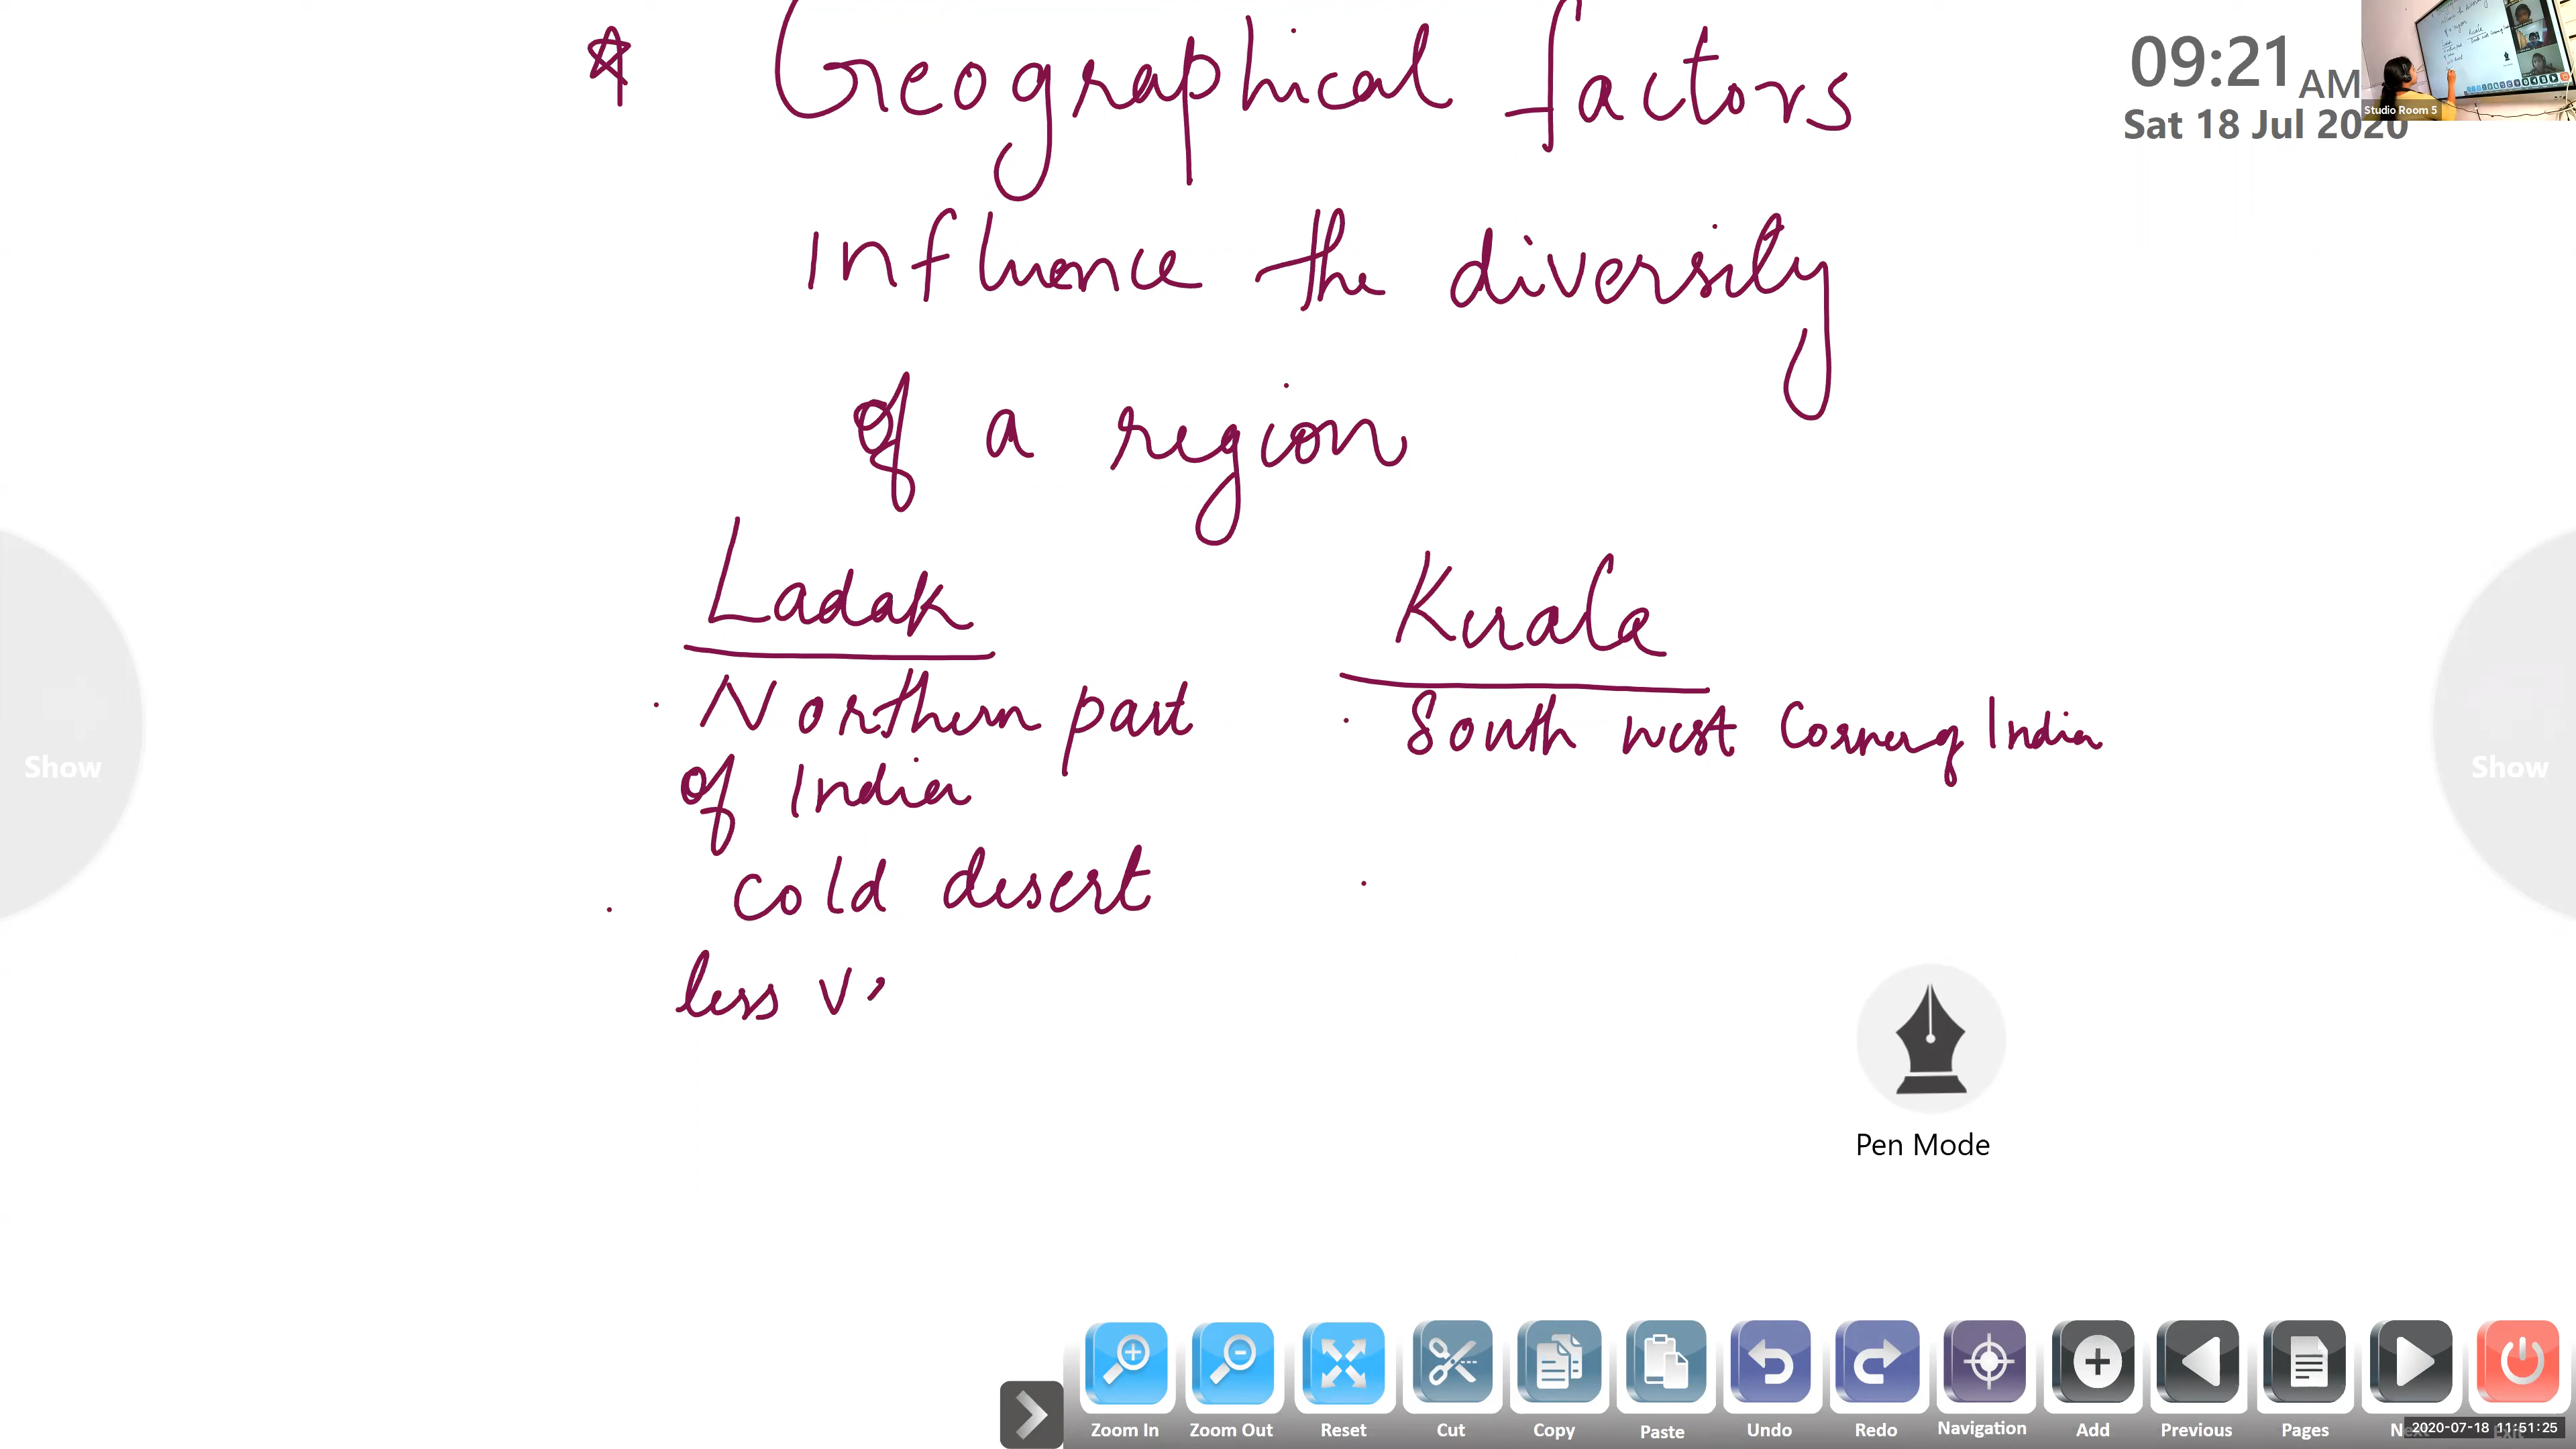 Geographical factors
influence the diversity
of a region
Ladak
Kerala
· Northern part
of India
· South west Corner of India
· cold desert
less v
09:21 AM
Sat 18 Jul 2020
Studio Room 5
Show
Show
Pen Mode
Zoom In Zoom Out Reset Cut Copy Paste Undo Redo Navigation Add Previous Pages
2020-07-18 11:51:25